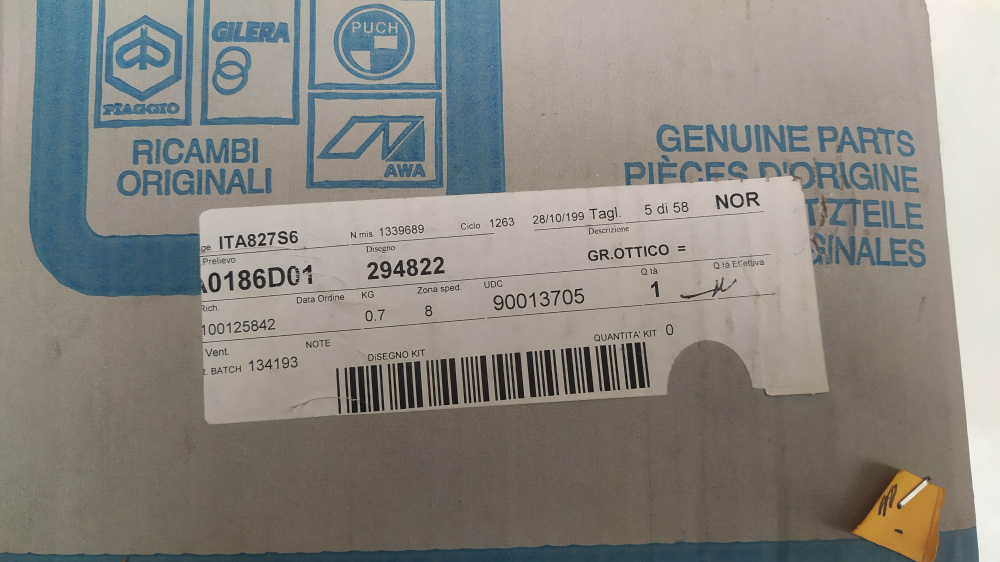 PIAGGIO
GILERA
PUCH
AWA
RICAMBI
ORIGINALI
GENUINE PARTS
PIÈCES D'ORIGINE
TZTEILE
GINALES
ITA827S6
N.mis. 1339689
Ciclo 1263
28/10/199 Tagl. 5 di 58 NOR
Prelievo
Disegno
Descrizione
A0186D01
294822
GR.OTTICO =
Rich.
Data Ordine
KG
Zona sped.
UDC
Q.tà
Q.tà Effettiva
100125842
0.7
8
90013705
1
Vent.
NOTE
DISEGNO KIT
QUANTITA' KIT 0
BATCH 134193